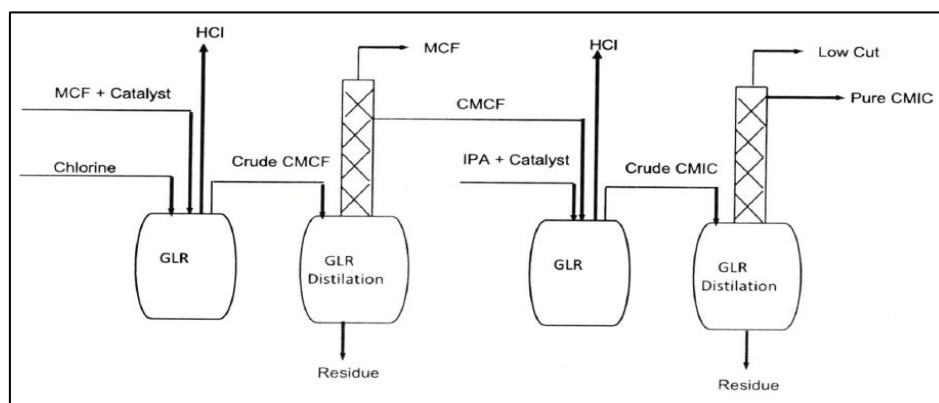 HCl
MCF
HCl
Low Cut
MCF + Catalyst
CMCF
Pure CMIC
Chlorine
Crude CMCF
IPA + Catalyst
Crude CMIC
GLR
GLR
Distilation
GLR
GLR
Distilation
Residue
Residue